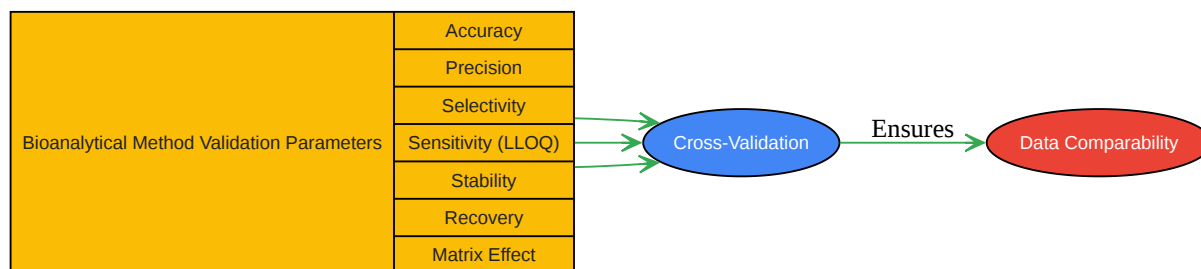 Bioanalytical Method Validation Parameters
Accuracy
Precision
Selectivity
Sensitivity (LLOQ)
Stability
Recovery
Matrix Effect
Cross-Validation
Ensures
Data Comparability